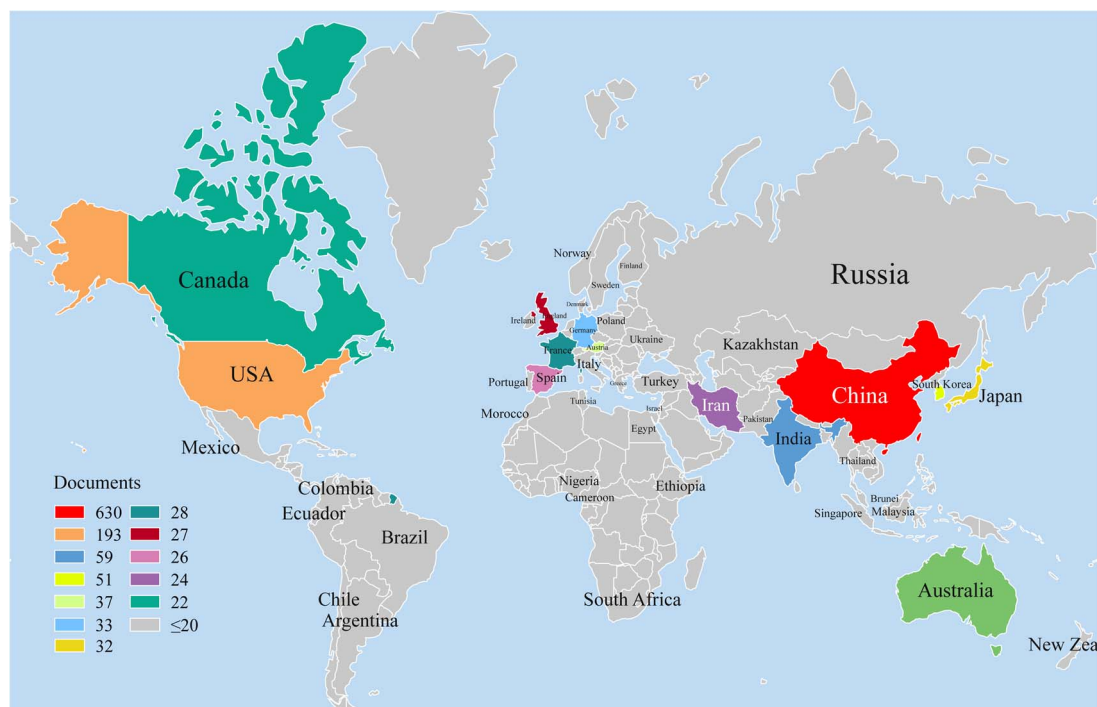 Canada
USA
Mexico
Colombia
Ecuador
Brazil
Chile
Argentina
Norway
Finland
Sweden
Denmark
Ireland
England
Germany
Poland
Ukraine
France
Austria
Italy
Spain
Portugal
Greece
Turkey
Morocco
Tunisia
Israel
Egypt
Nigeria
Cameroon
Ethiopia
South Africa
Russia
Kazakhstan
Iran
Pakistan
India
China
South Korea
Japan
Thailand
Brunei
Singapore
Malaysia
Australia
New Zea
Documents
630
193
59
51
37
33
32
28
27
26
24
22
≤20